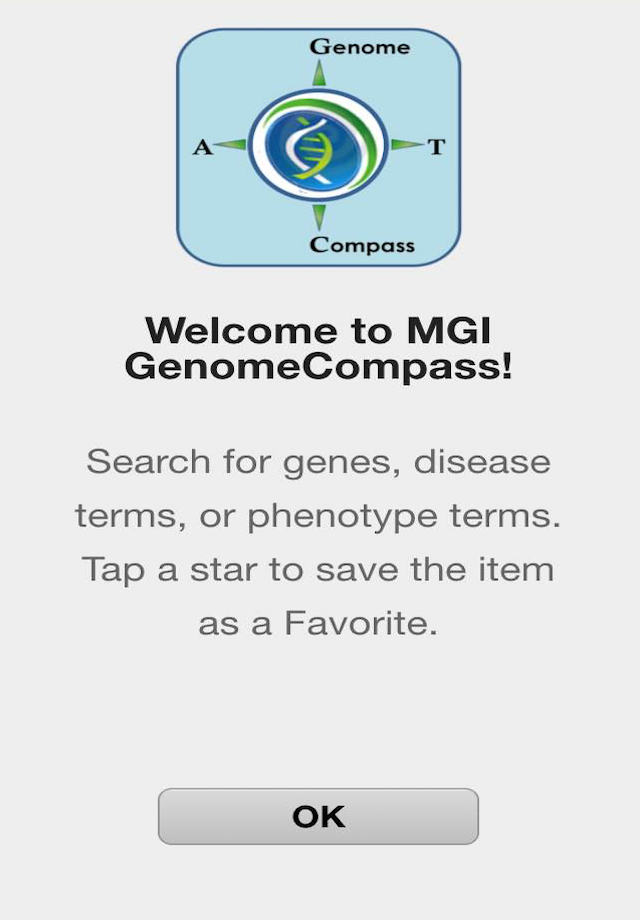 Genome
A T
Compass
Welcome to MGI
GenomeCompass!
Search for genes, disease
terms, or phenotype terms.
Tap a star to save the item
as a Favorite.
OK